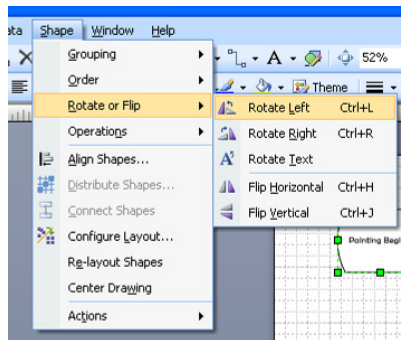 ata Shape Window Help
A 52%
Theme
Grouping
Order
Rotate or Flip
Operations
Align Shapes...
Distribute Shapes...
Connect Shapes
Configure Layout...
Re-layout Shapes
Center Drawing
Actions
Rotate Left Ctrl+L
Rotate Right Ctrl+R
Rotate Text
Flip Horizontal Ctrl+H
Flip Vertical Ctrl+J
Painting Begi